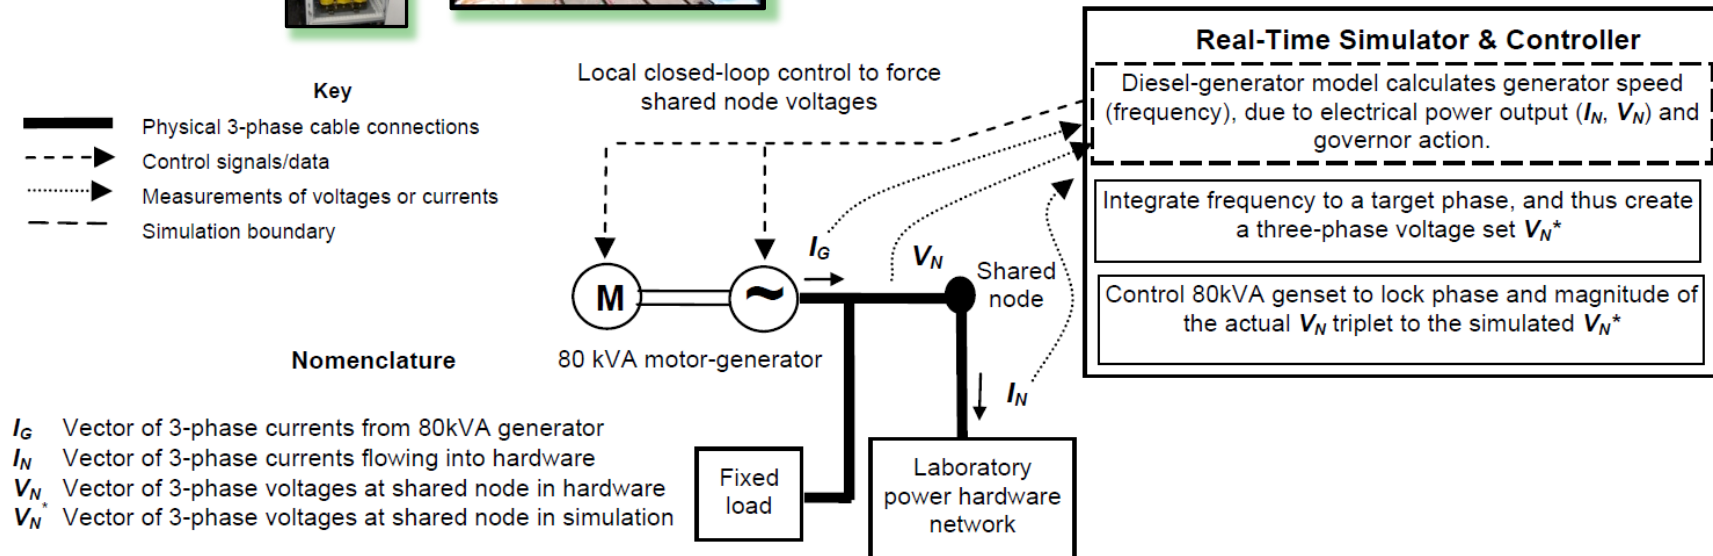 Real-Time Simulator & Controller
Diesel-generator model calculates generator speed
(frequency), due to electrical power output (IN, VN) and
governor action.
Integrate frequency to a target phase, and thus create
a three-phase voltage set VN*
Control 80kVA genset to lock phase and magnitude of
the actual VN triplet to the simulated VN*
Local closed-loop control to force
shared node voltages
Key
Physical 3-phase cable connections
Control signals/data
Measurements of voltages or currents
Simulation boundary
IG
VN
Shared
node
M
~
80 kVA motor-generator
IN
Fixed
load
Laboratory
power hardware
network
Nomenclature
IG Vector of 3-phase currents from 80kVA generator
IN Vector of 3-phase currents flowing into hardware
VN Vector of 3-phase voltages at shared node in hardware
VN* Vector of 3-phase voltages at shared node in simulation